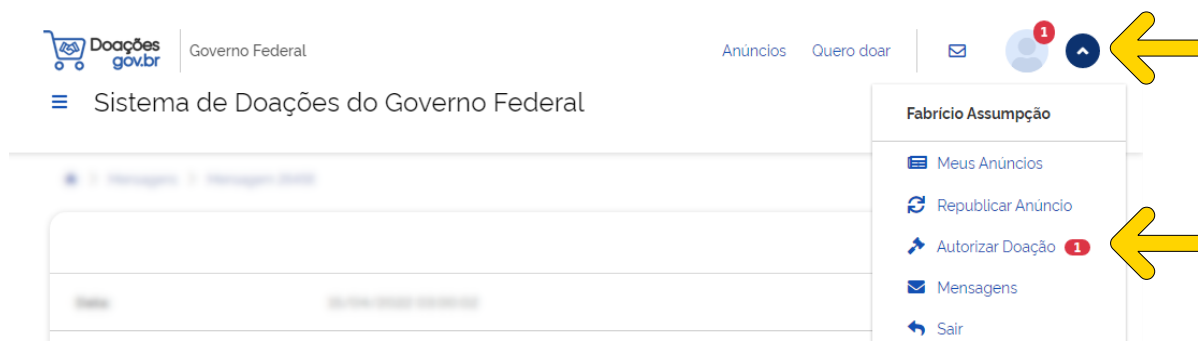 Doações
gov.br
Governo Federal
Anúncios Quero doar 1
Sistema de Doações do Governo Federal
Fabrício Assumpção
Meus Anúncios
Republicar Anúncio
Autorizar Doação 1
Mensagens
Sair